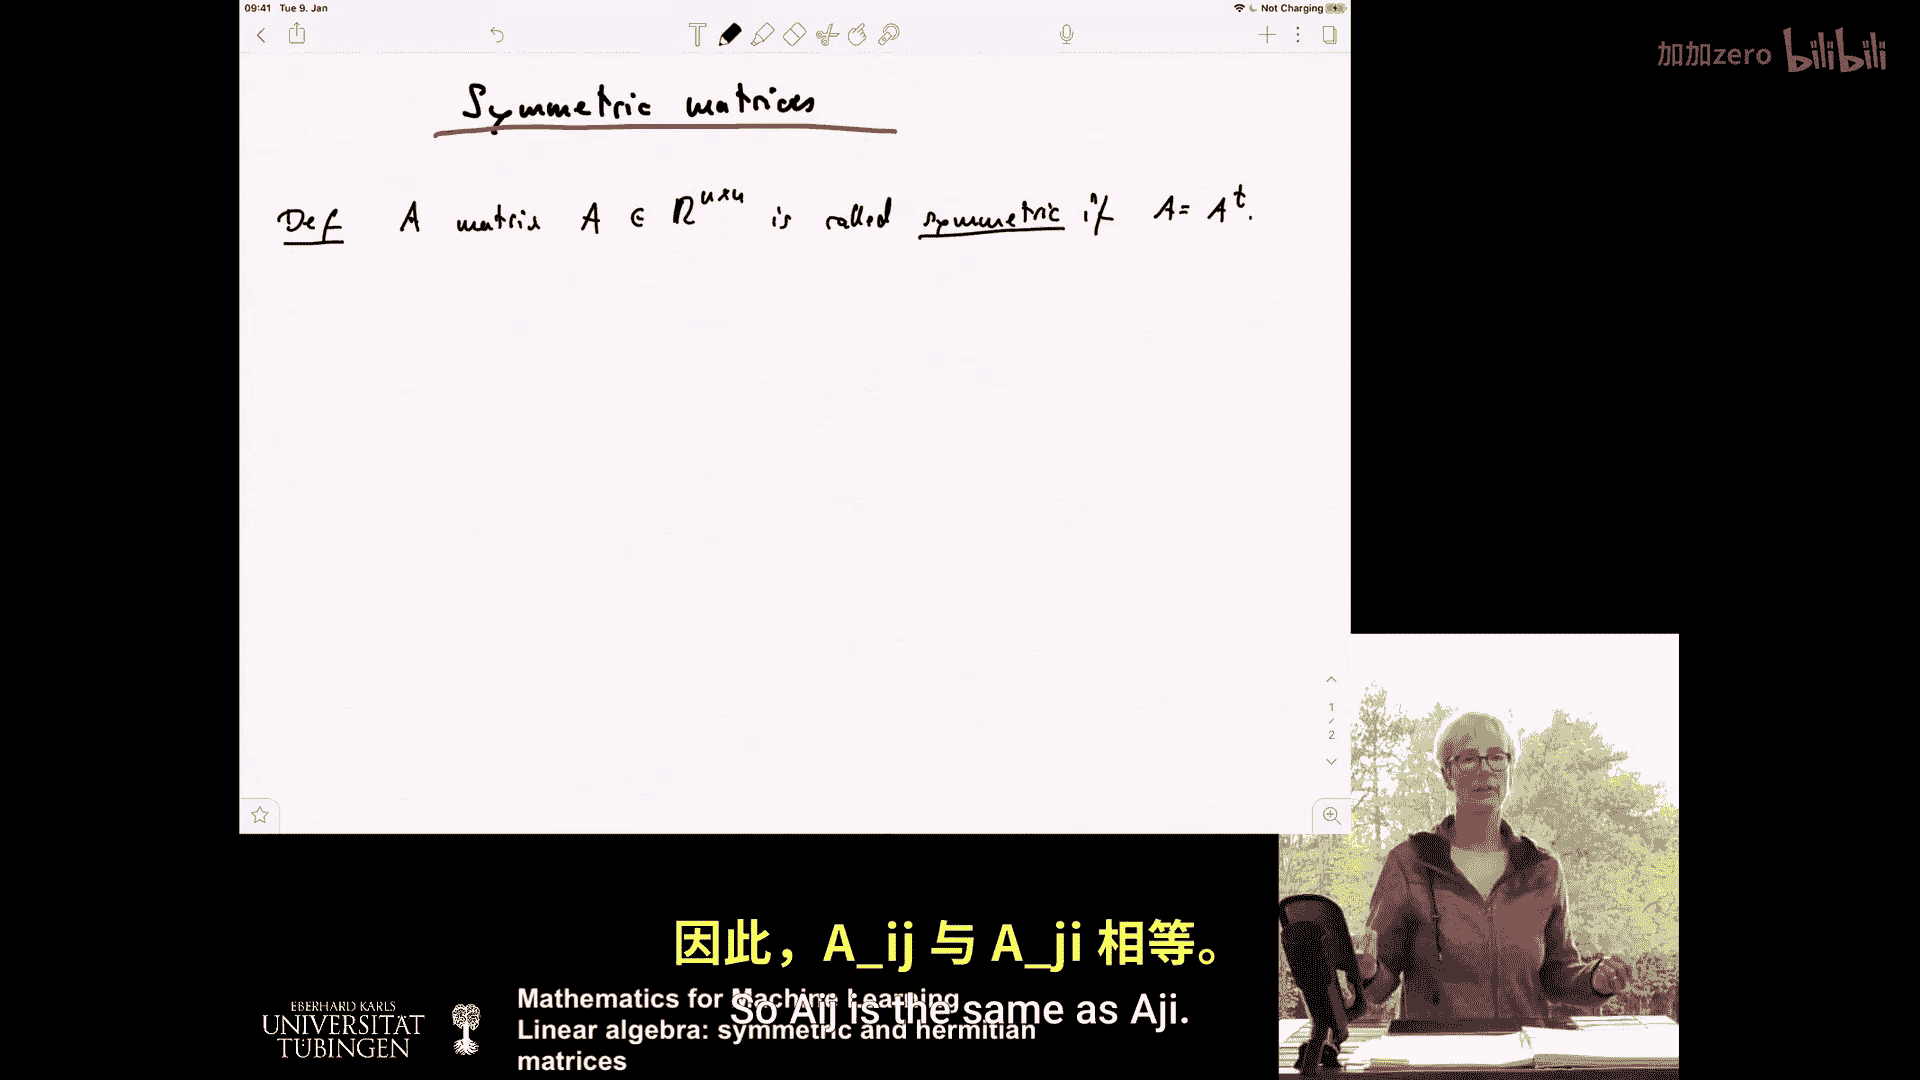 09:41 Tue 9. Jan
Not Charging
加加zero bilibili
T
Symmetric matrices
Def A matrix A ∈ ℝⁿˣⁿ is called symmetric if A = Aᵗ.
1
/
2
因此，A_ij 与 A_ji 相等。
So Aij is the same as Aji.
EBERHARD KARLS
UNIVERSITÄT
TÜBINGEN
Mathematics for Machine Learning
Linear algebra: symmetric and hermitian
matrices